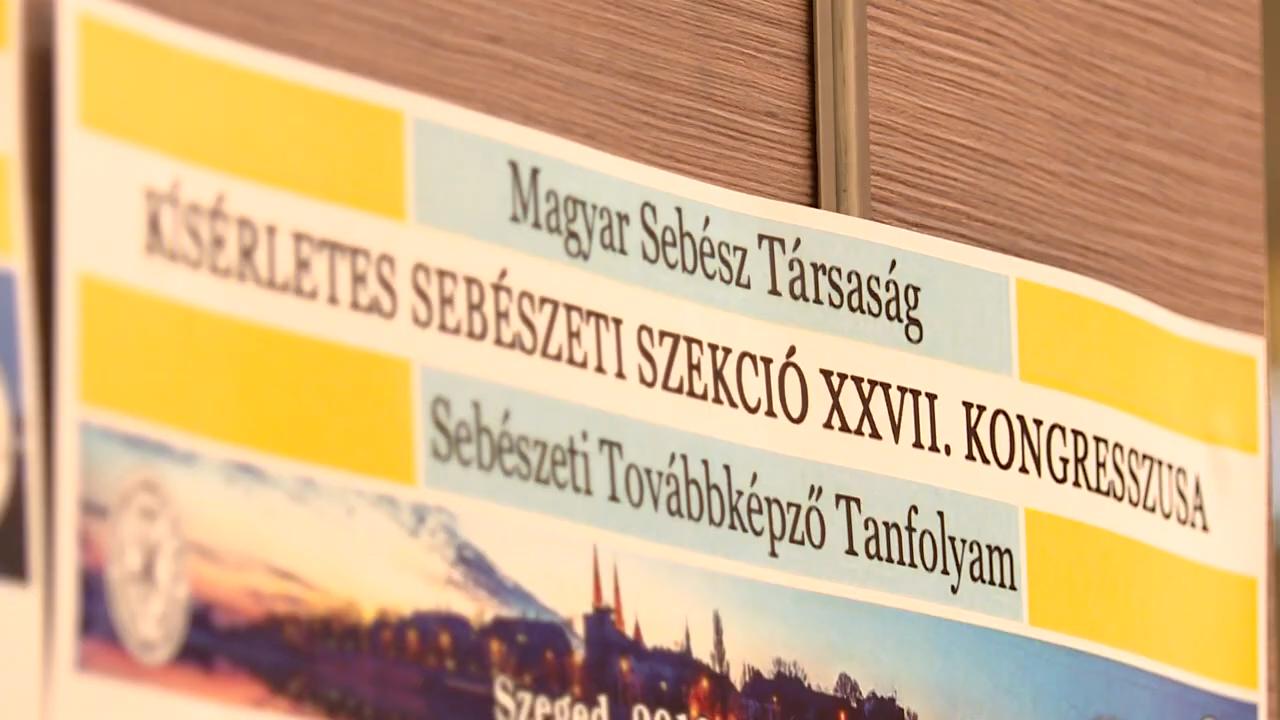 Magyar Sebész Társaság
KÍSÉRLETES SEBÉSZETI SZEKCIÓ XXVII. KONGRESSZUSA
Sebészeti Továbbképző Tanfolyam
Szeged